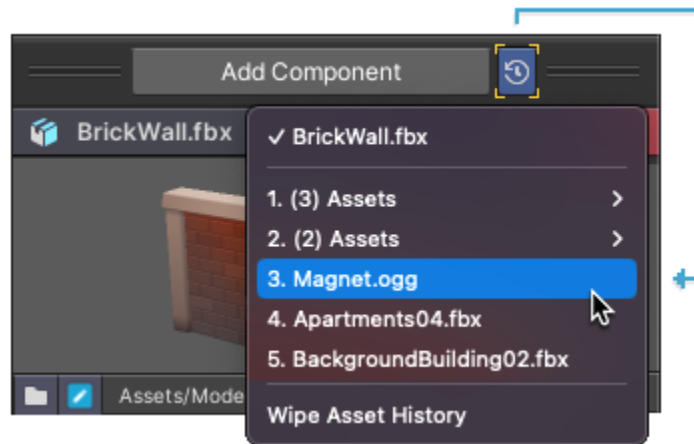 Add Component
BrickWall.fbx
✓ BrickWall.fbx
1. (3) Assets
2. (2) Assets
3. Magnet.ogg
4. Apartments04.fbx
5. BackgroundBuilding02.fbx
Assets/Mode
Wipe Asset History